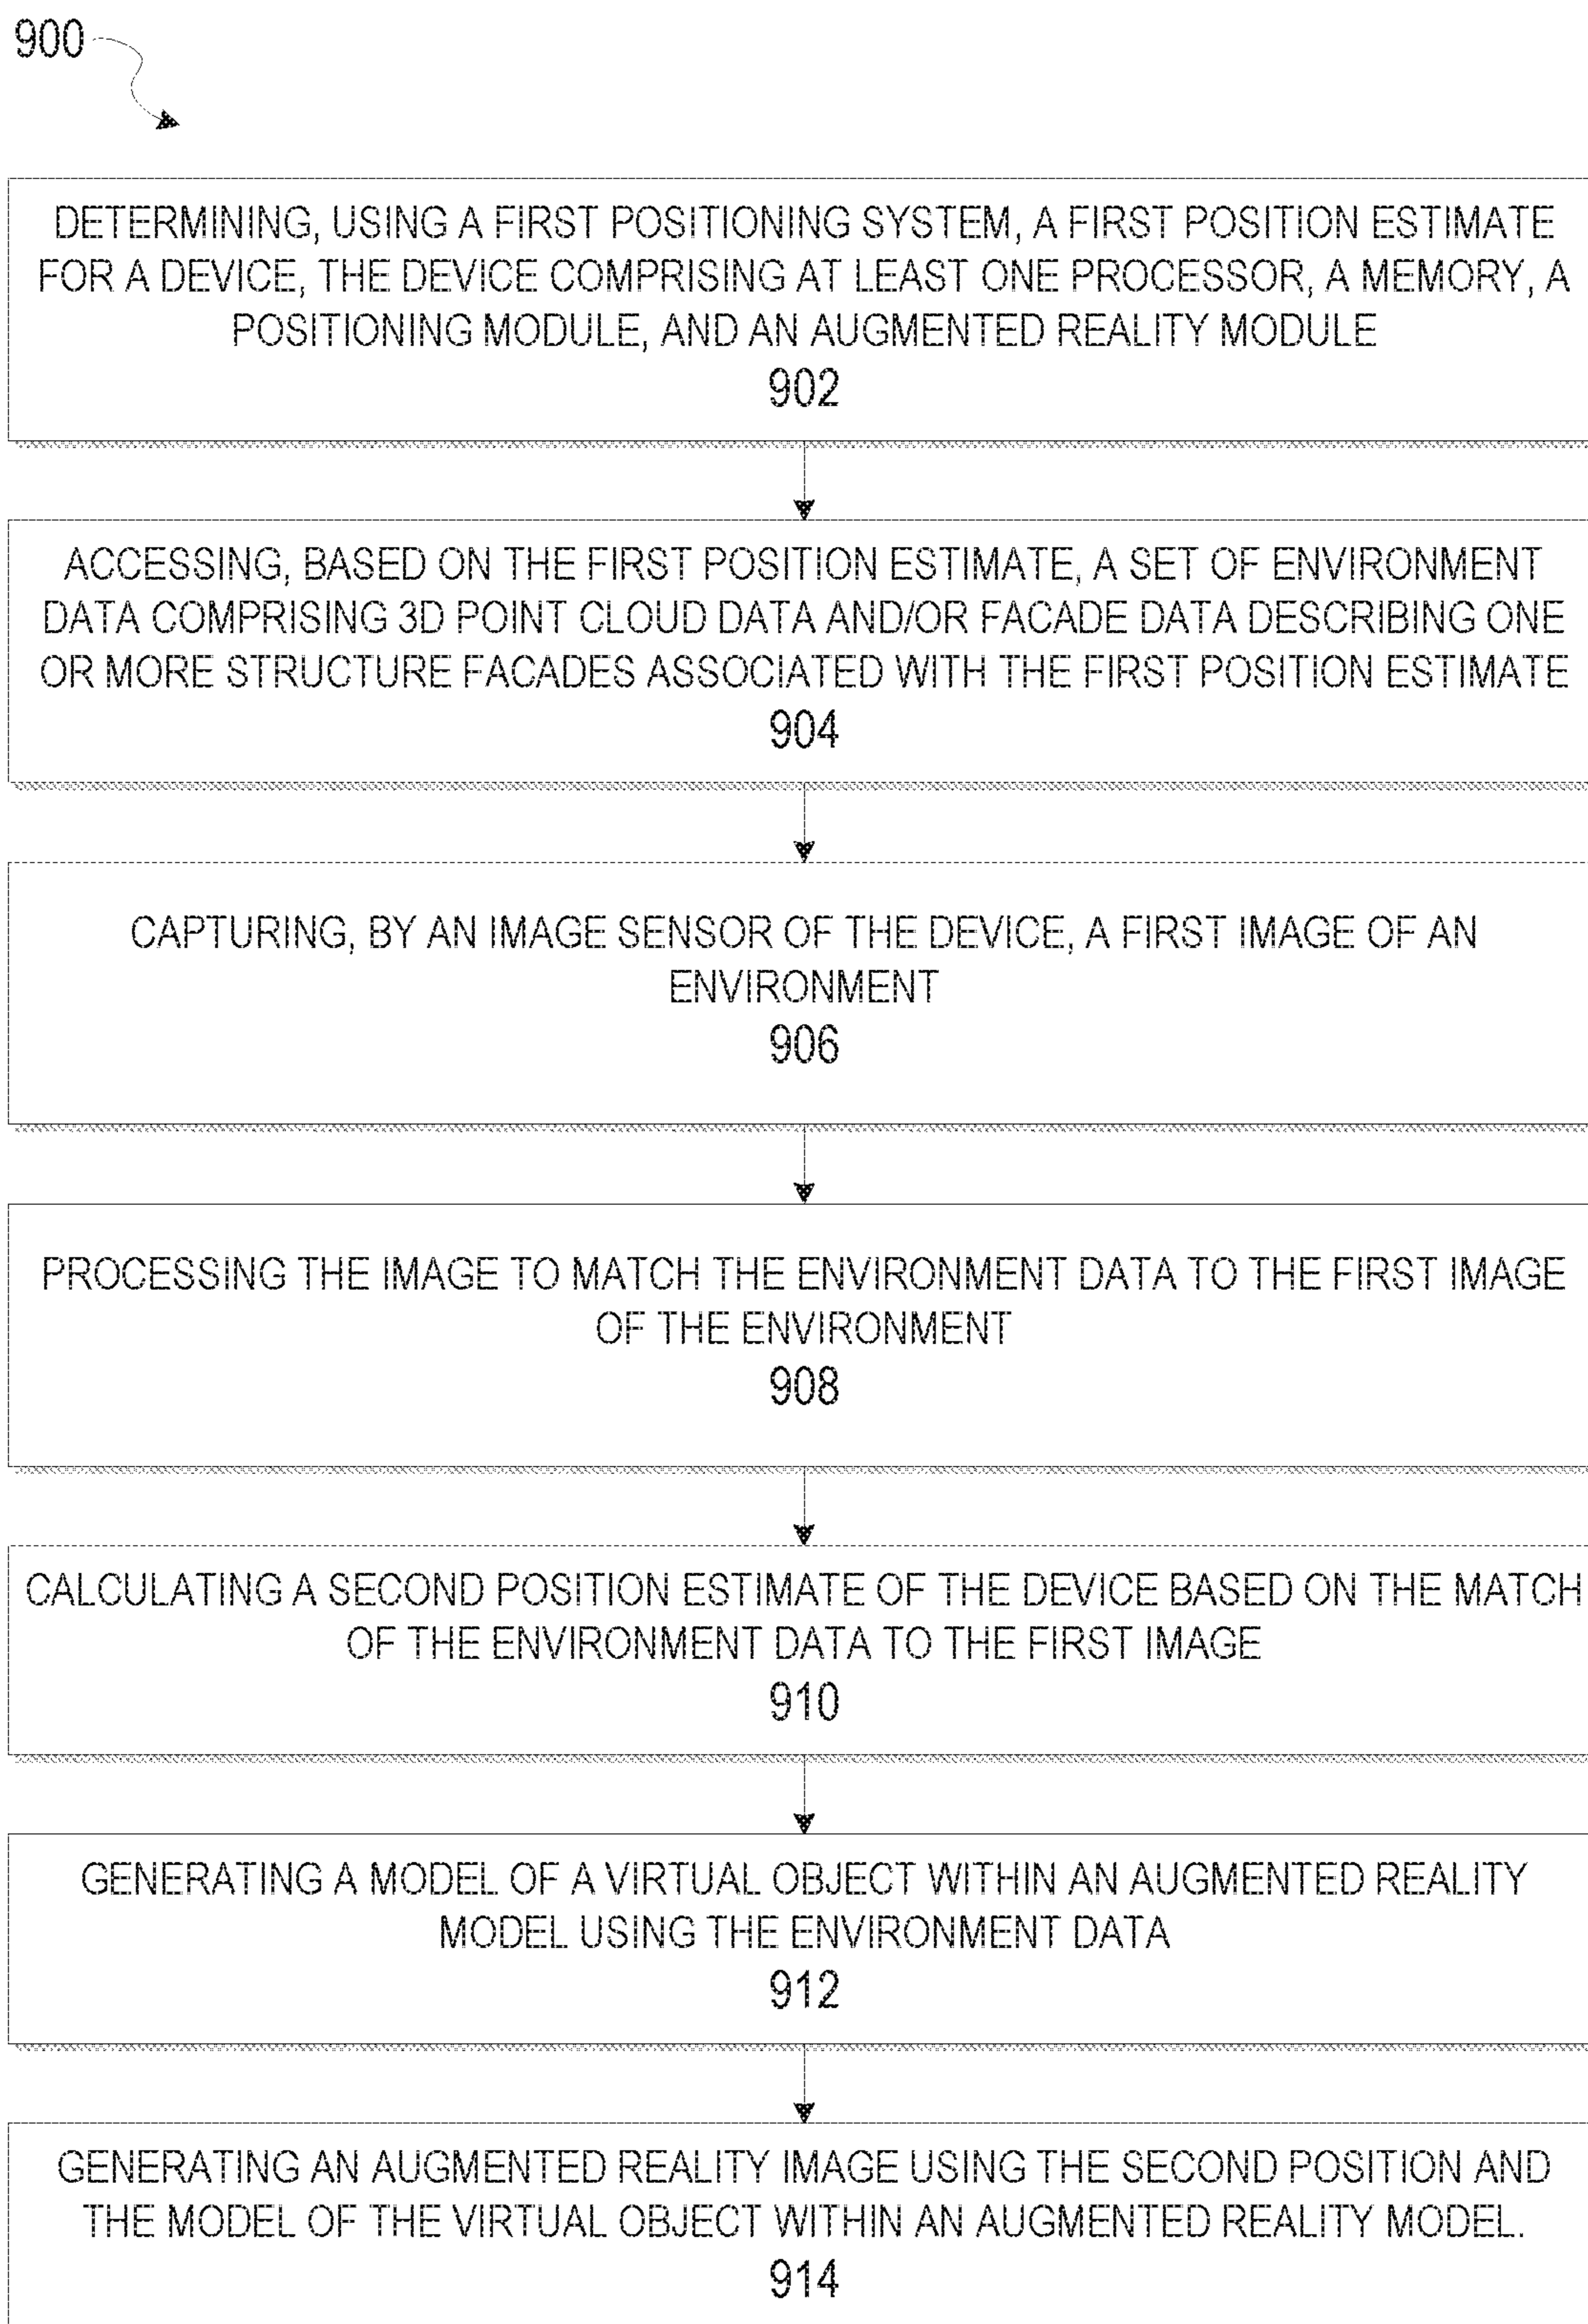 900
DETERMINING, USING A FIRST POSITIONING SYSTEM, A FIRST POSITION ESTIMATE
FOR A DEVICE, THE DEVICE COMPRISING AT LEAST ONE PROCESSOR, A MEMORY, A
POSITIONING MODULE, AND AN AUGMENTED REALITY MODULE
902
ACCESSING, BASED ON THE FIRST POSITION ESTIMATE, A SET OF ENVIRONMENT
DATA COMPRISING 3D POINT CLOUD DATA AND/OR FACADE DATA DESCRIBING ONE
OR MORE STRUCTURE FACADES ASSOCIATED WITH THE FIRST POSITION ESTIMATE
904
CAPTURING, BY AN IMAGE SENSOR OF THE DEVICE, A FIRST IMAGE OF AN
ENVIRONMENT
906
PROCESSING THE IMAGE TO MATCH THE ENVIRONMENT DATA TO THE FIRST IMAGE
OF THE ENVIRONMENT
908
CALCULATING A SECOND POSITION ESTIMATE OF THE DEVICE BASED ON THE MATCH
OF THE ENVIRONMENT DATA TO THE FIRST IMAGE
910
GENERATING A MODEL OF A VIRTUAL OBJECT WITHIN AN AUGMENTED REALITY
MODEL USING THE ENVIRONMENT DATA
912
GENERATING AN AUGMENTED REALITY IMAGE USING THE SECOND POSITION AND
THE MODEL OF THE VIRTUAL OBJECT WITHIN AN AUGMENTED REALITY MODEL.
914